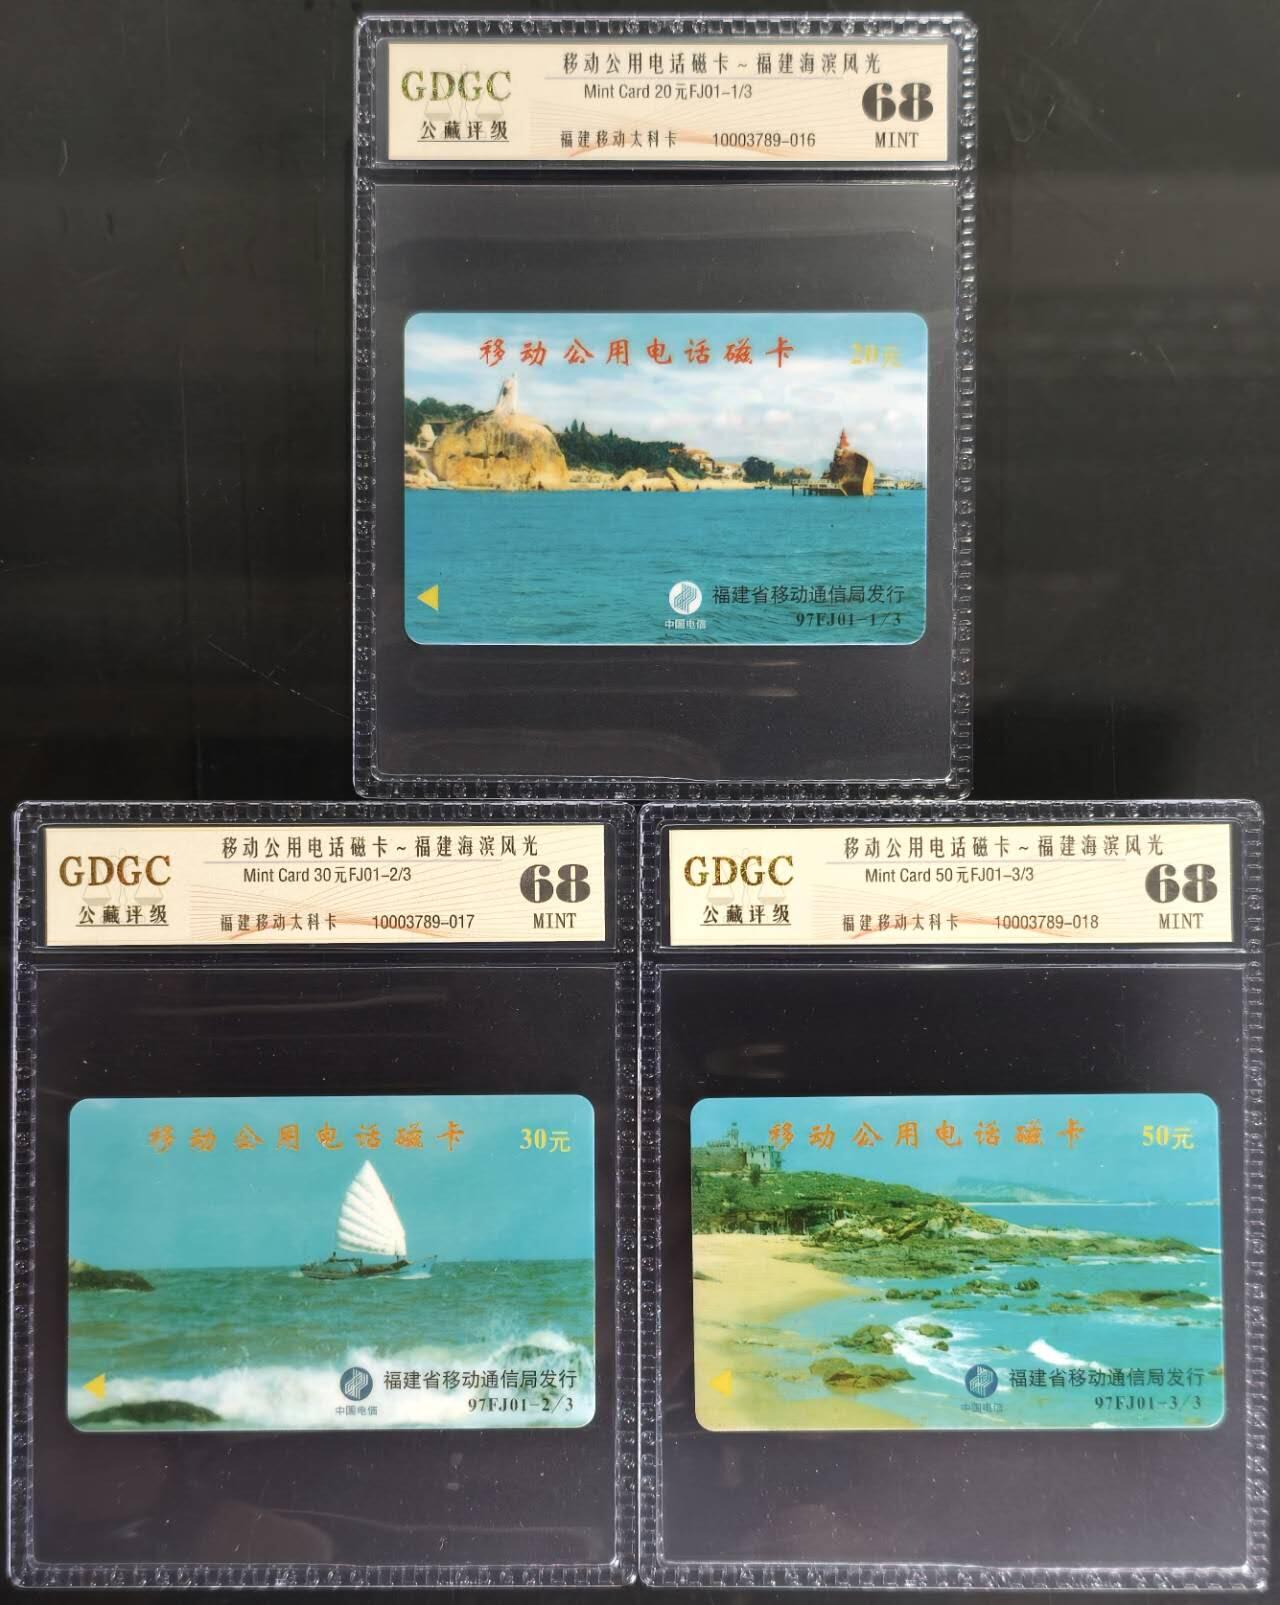 GDGC
公藏评级
移动公用电话磁卡~福建海滨风光
Mint Card 20元FJ01-1/3
福建移动太科卡 10003789-016
68
MINT
移动公用电话磁卡 20元
中国电信
福建省移动通信局发行
97FJ01-1/3
GDGC
公藏评级
移动公用电话磁卡~福建海滨风光
Mint Card 30元FJ01-2/3
福建移动太科卡 10003789-017
68
MINT
移动公用电话磁卡 30元
中国电信
福建省移动通信局发行
97FJ01-2/3
GDGC
公藏评级
移动公用电话磁卡~福建海滨风光
Mint Card 50元FJ01-3/3
福建移动太科卡 10003789-018
68
MINT
移动公用电话磁卡 50元
中国电信
福建省移动通信局发行
97FJ01-3/3